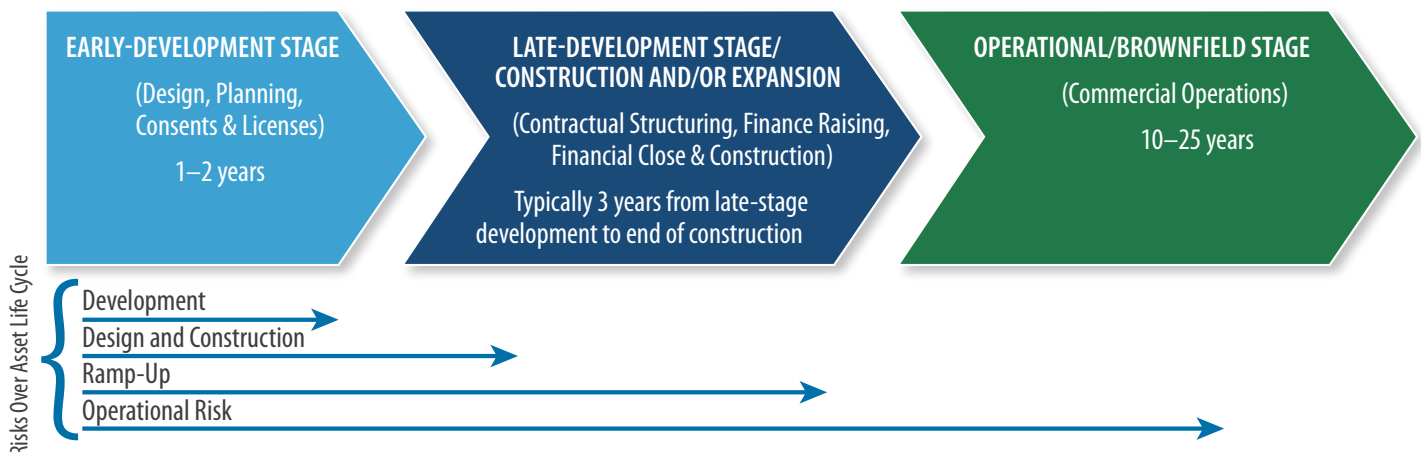 EARLY-DEVELOPMENT STAGE
(Design, Planning,
Consents & Licenses)
1–2 years
LATE-DEVELOPMENT STAGE/
CONSTRUCTION AND/OR EXPANSION
(Contractual Structuring, Finance Raising,
Financial Close & Construction)
Typically 3 years from late-stage
development to end of construction
OPERATIONAL/BROWNFIELD STAGE
(Commercial Operations)
10–25 years
Risks Over Asset Life Cycle
Development
Design and Construction
Ramp-Up
Operational Risk